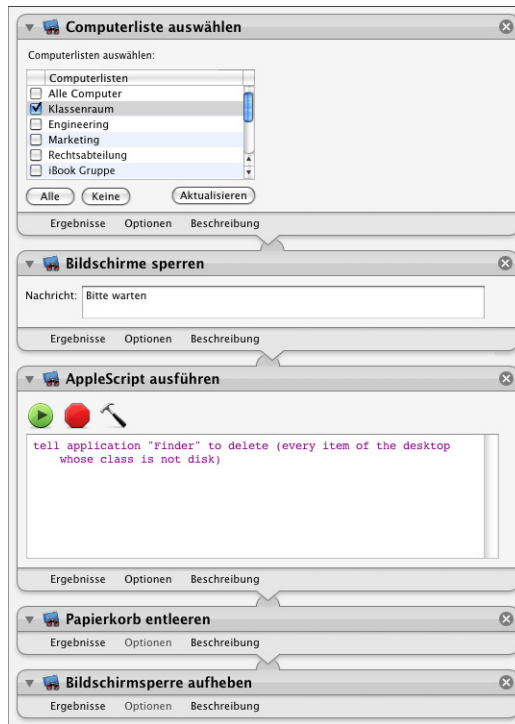 Computerliste auswählen
Computerlisten auswählen:
Computerlisten
Alle Computer
Klassenraum
Engineering
Marketing
Rechtsabteilung
iBook Gruppe
Alle Keine Aktualisieren
Ergebnisse Optionen Beschreibung
Bildschirme sperren
Nachricht: Bitte warten
Ergebnisse Optionen Beschreibung
AppleScript ausführen
tell application "Finder" to delete (every item of the desktop
whose class is not disk)
Ergebnisse Optionen Beschreibung
Papierkorb entleeren
Ergebnisse Optionen Beschreibung
Bildschirmsperre aufheben
Ergebnisse Optionen Beschreibung